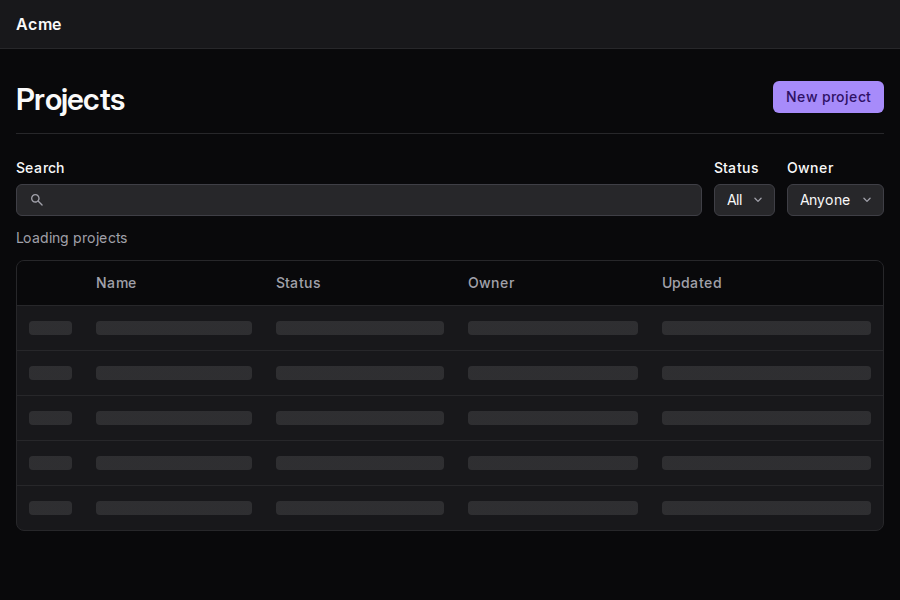 Acme
Projects
New project
Search
Status
Owner
All
Anyone
Loading projects
Name
Status
Owner
Updated